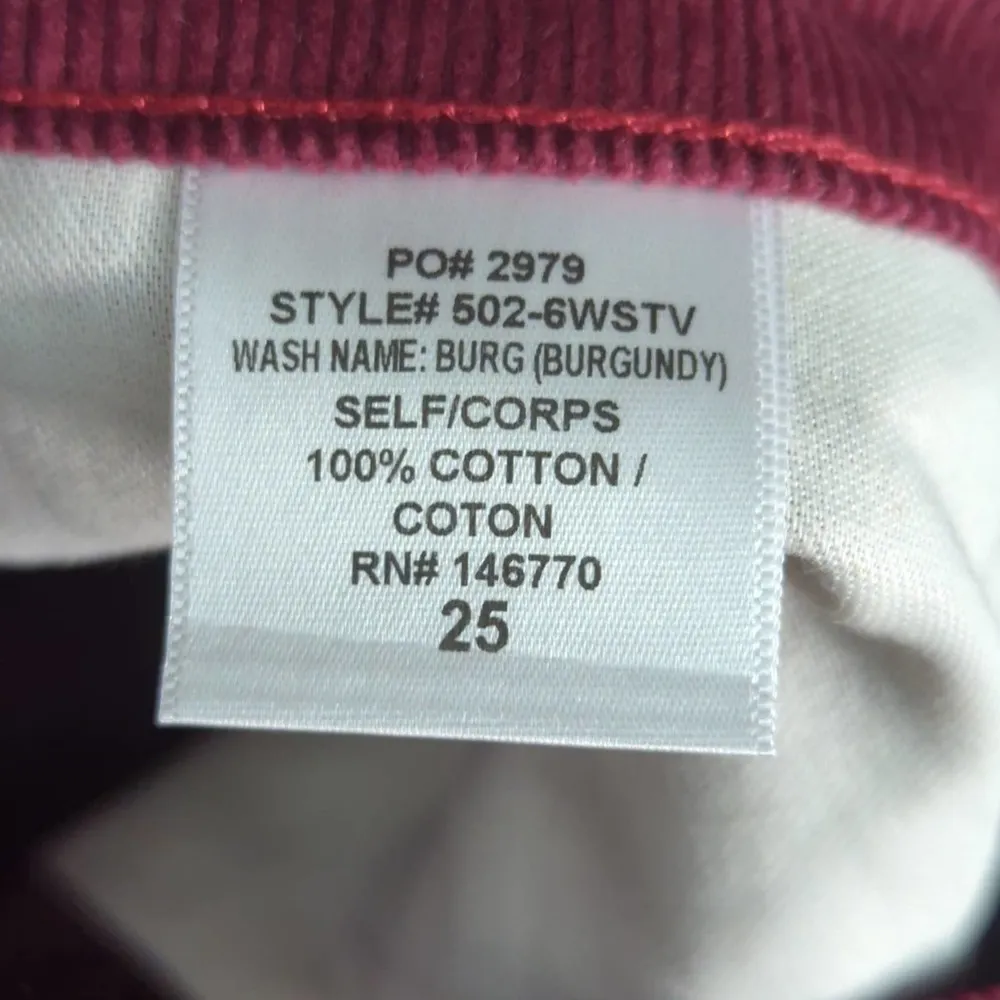 PO# 2979
STYLE# 502-6WSTV
WASH NAME: BURG (BURGUNDY)
SELF/CORPS
100% COTTON /
COTON
RN# 146770
25